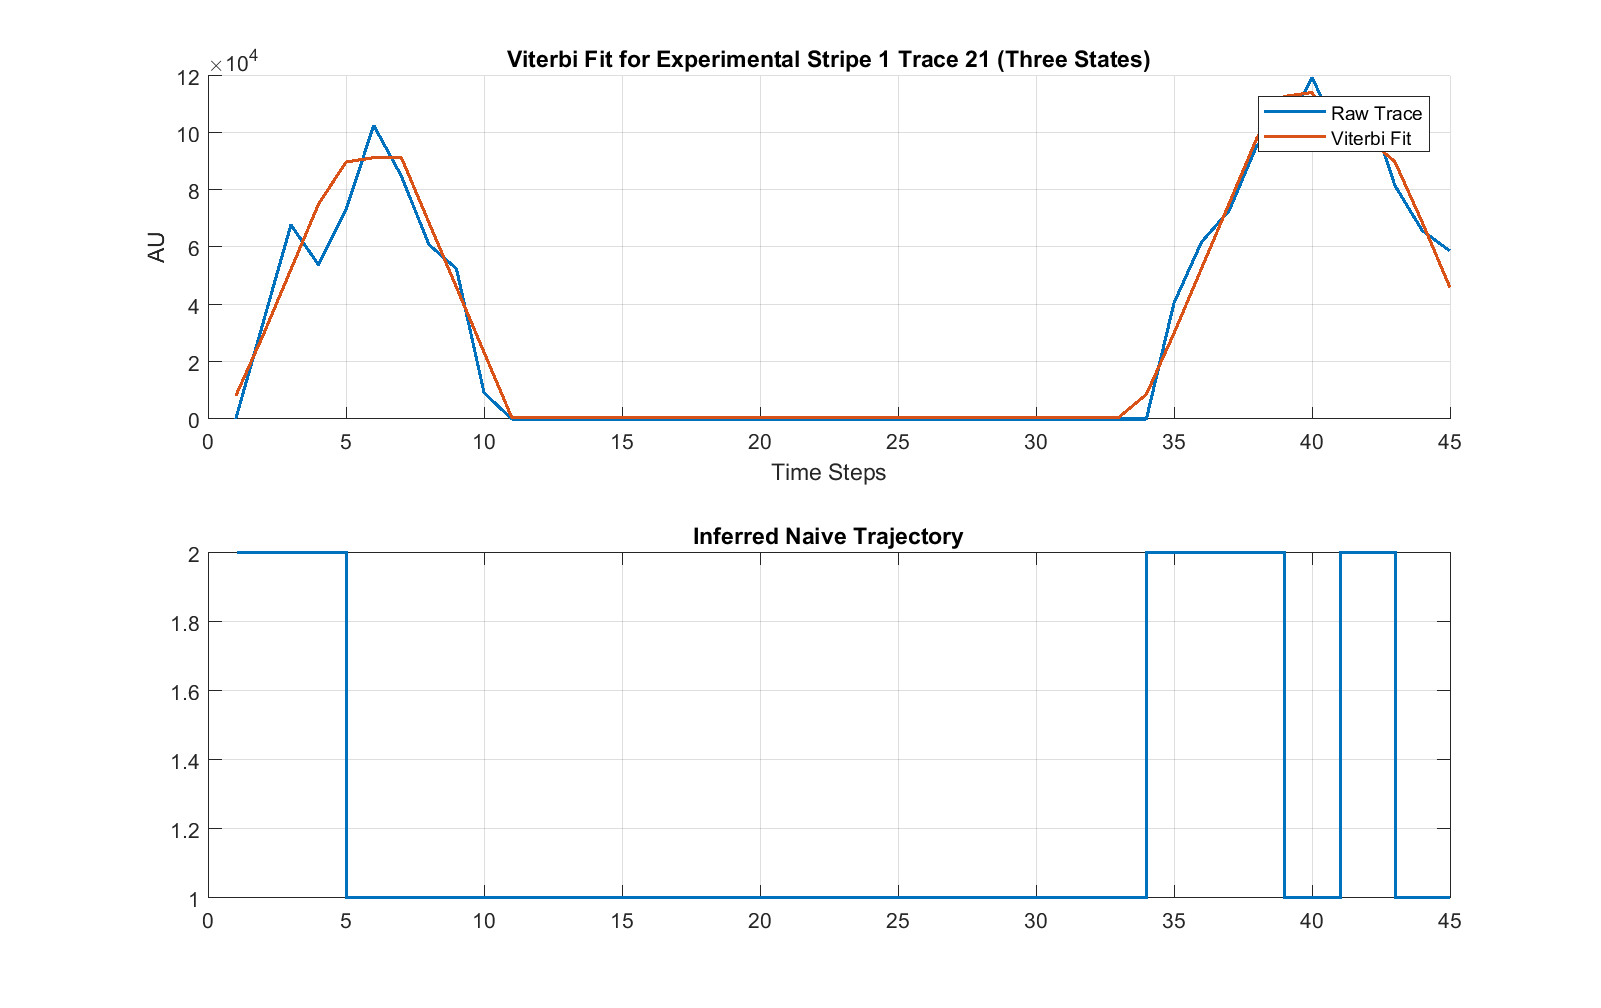 Viterbi Fit for Experimental Stripe 1 Trace 21 (Three States)
×10⁴
12
10
8
6
4
2
0
AU
Raw Trace
Viterbi Fit
0 5 10 15 20 25 30 35 40 45
Time Steps
Inferred Naive Trajectory
2
1.8
1.6
1.4
1.2
1
0 5 10 15 20 25 30 35 40 45